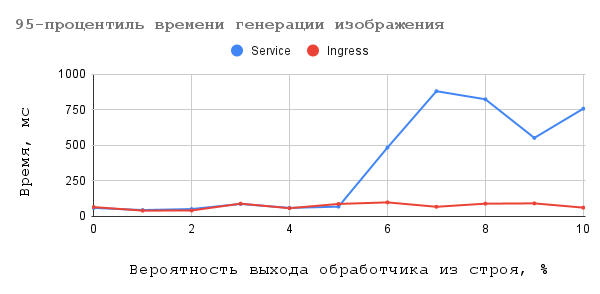 95-процентиль времени генерации изображения
Service Ingress
1000
750
500
250
0
Время, мс
0 2 4 6 8 10
Вероятность выхода обработчика из строя, %